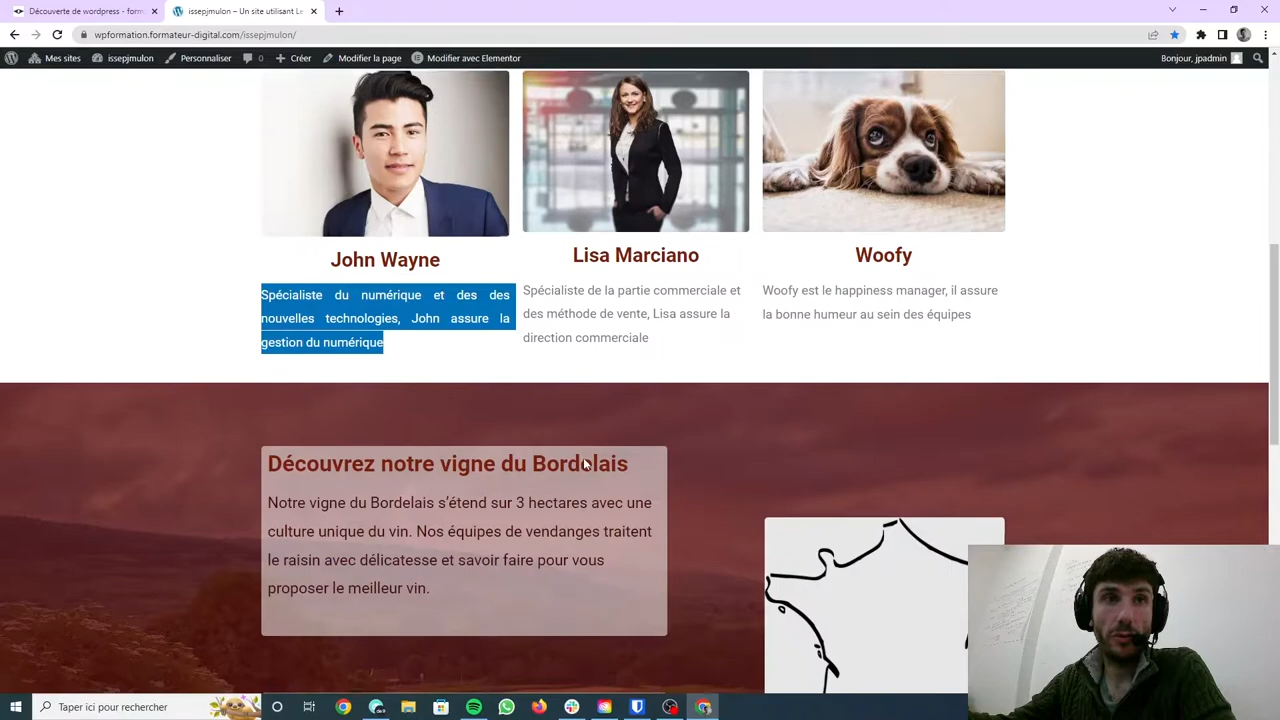 Découverte de wordpress - form
issepjmulon – Un site utilisant Le
wpformation.formateur-digital.com/issepjmulon/
Mes sites
issepjmulon
Personnaliser
0
Créer
Modifier la page
Modifier avec Elementor
Bonjour, jpadmin
John Wayne
Spécialiste du numérique et des des
nouvelles technologies, John assure la
gestion du numérique
Lisa Marciano
Spécialiste de la partie commerciale et
des méthode de vente, Lisa assure la
direction commerciale
Woofy
Woofy est le happiness manager, il assure
la bonne humeur au sein des équipes
Découvrez notre vigne du Bordelais
Notre vigne du Bordelais s’étend sur 3 hectares avec une
culture unique du vin. Nos équipes de vendanges traitent
le raisin avec délicatesse et savoir faire pour vous
proposer le meilleur vin.
Taper ici pour rechercher